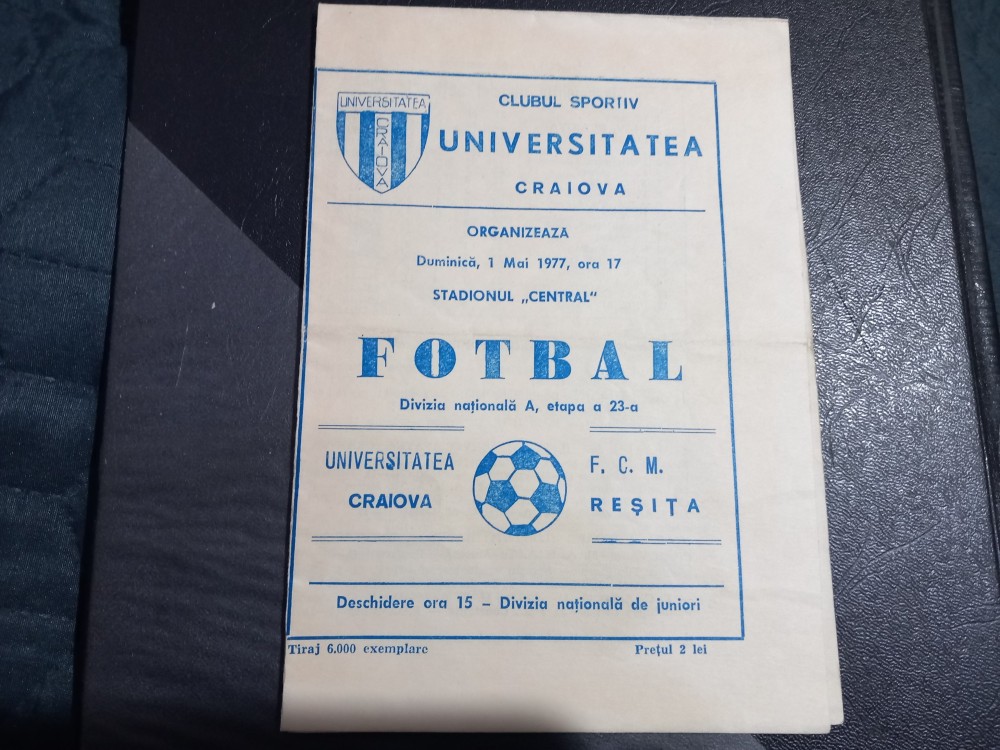 UNIVERSITATEA
CRAIOVA
CLUBUL SPORTIV
UNIVERSITATEA
CRAIOVA
ORGANIZEAZA
Duminică, 1 Mai 1977, ora 17
STADIONUL „CENTRAL“
FOTBAL
Divizia națională A, etapa a 23-a
UNIVERSITATEA
CRAIOVA
F. C. M.
REȘIȚA
Deschidere ora 15 – Divizia națională de juniori
Tiraj 6.000 exemplare
Prețul 2 lei